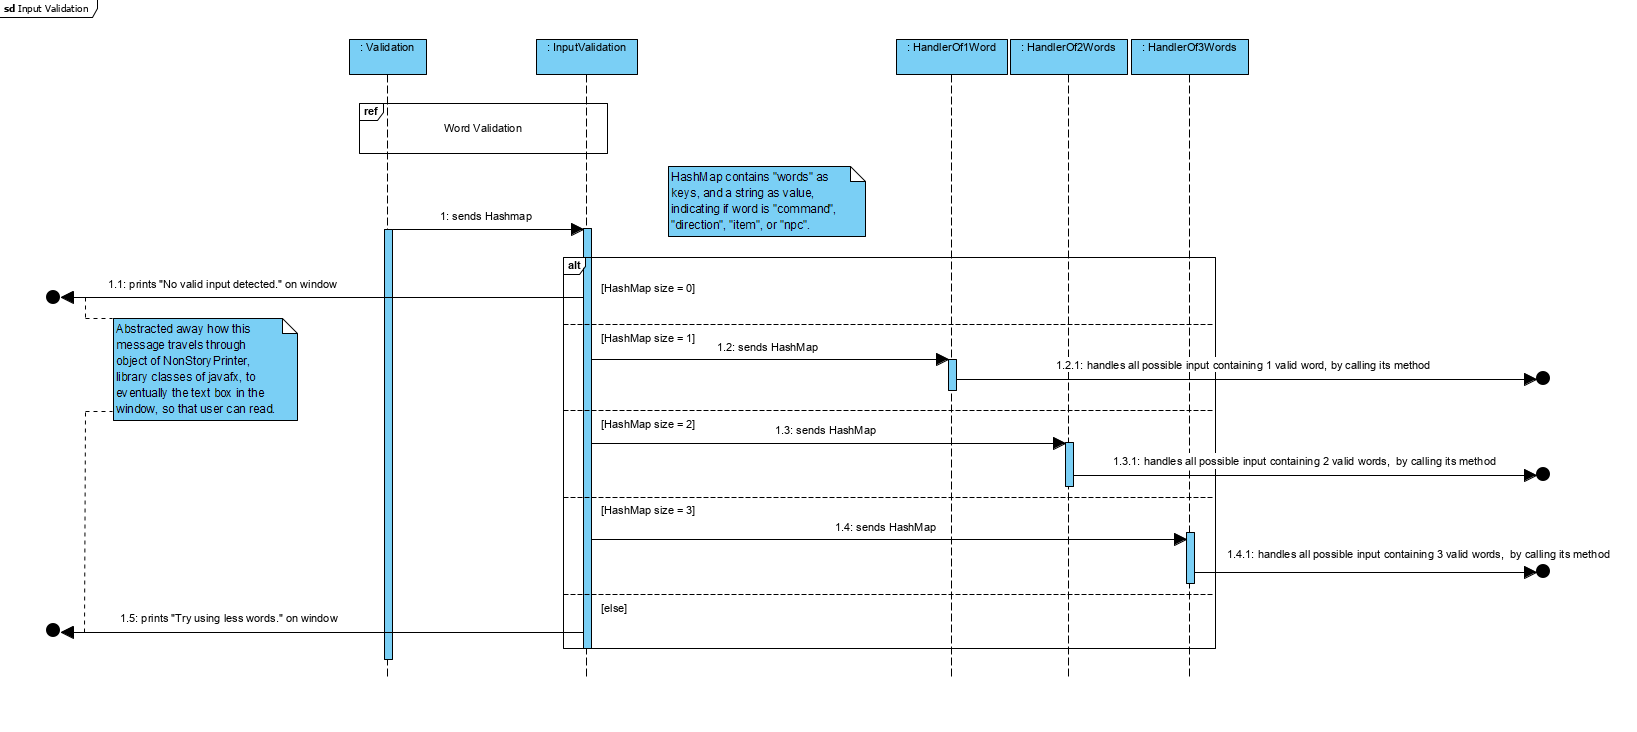 sd Input Validation
: Validation
: InputValidation
: HandlerOf1Word
: HandlerOf2Words
: HandlerOf3Words
ref
Word Validation
HashMap contains "words" as
keys, and a string as value,
indicating if word is "command",
"direction", "item", or "npc".
1: sends Hashmap
alt
1.1: prints "No valid input detected." on window
[HashMap size = 0]
Abstracted away how this
message travels through
object of NonStoryPrinter,
library classes of javafx, to
eventually the text box in the
window, so that user can read.
[HashMap size = 1]
1.2: sends HashMap
1.2.1: handles all possible input containing 1 valid word, by calling its method
[HashMap size = 2]
1.3: sends HashMap
1.3.1: handles all possible input containing 2 valid words,  by calling its method
[HashMap size = 3]
1.4: sends HashMap
1.4.1: handles all possible input containing 3 valid words,  by calling its method
[else]
1.5: prints "Try using less words." on window